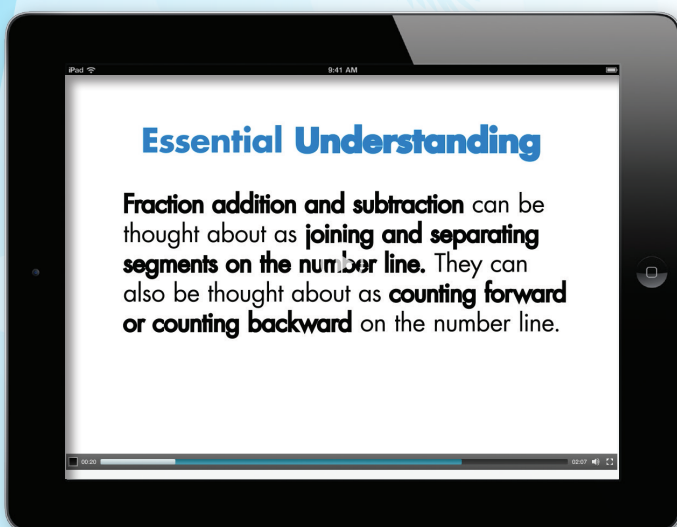 iPad
9:41 AM
Essential Understanding
Fraction addition and subtraction can be
thought about as joining and separating
segments on the number line. They can
also be thought about as counting forward
or counting backward on the number line.
00:20
02:07